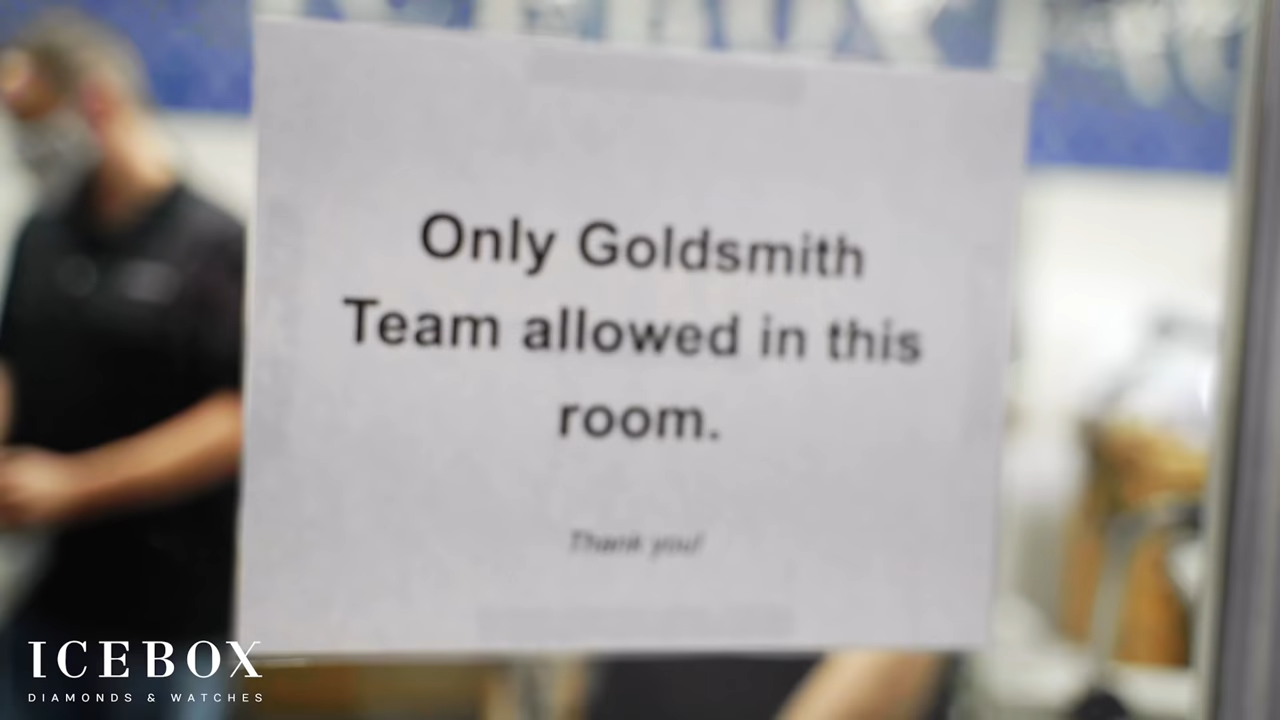 Only Goldsmith
Team allowed in this
room.
Thank you!
ICEBOX
DIAMONDS & WATCHES